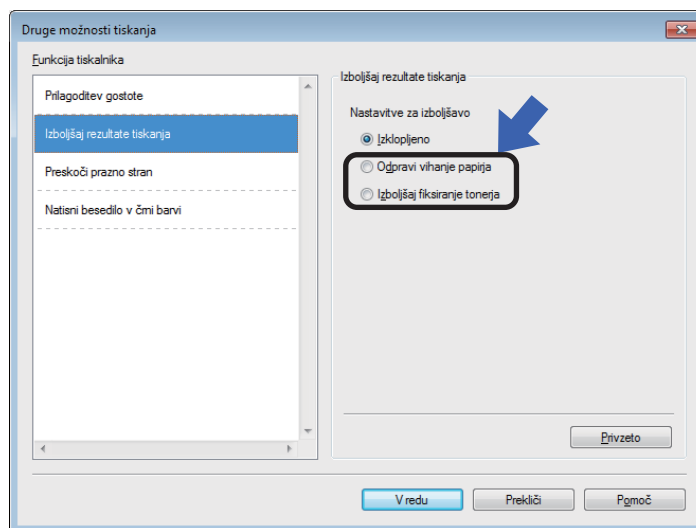 Druge možnosti tiskanja
Funkcija tiskalnika
Prilagoditev gostote
Izboljšaj rezultate tiskanja
Preskoči prazno stran
Natisni besedilo v črni barvi
Izboljšaj rezultate tiskanja
Nastavitve za izboljšavo
Izklopljeno
Odpravi vihanje papirja
Izboljšaj fiksiranje tonerja
Privzeto
V redu
Prekliči
Pomoč